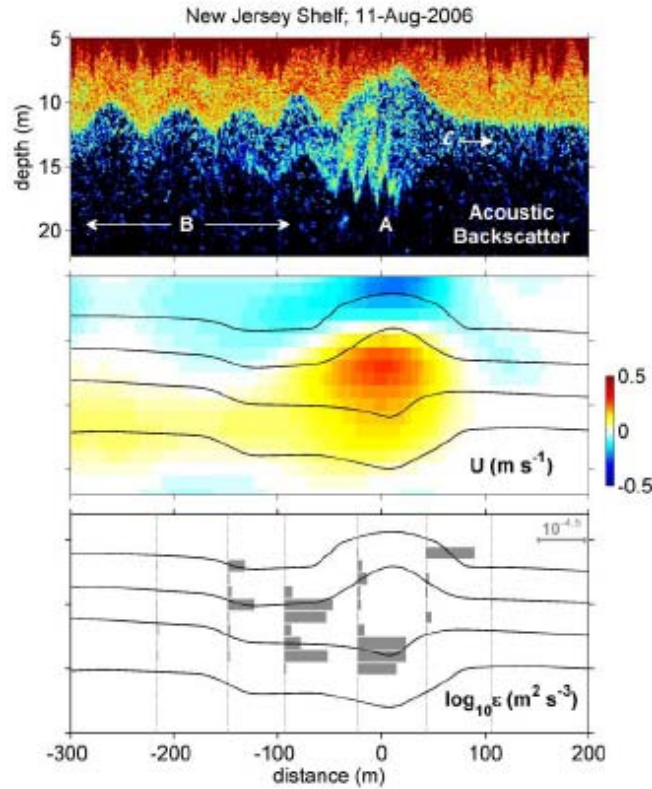 New Jersey Shelf; 11-Aug-2006
5
10
15
20
depth (m)
c
B
A
Acoustic
Backscatter
0.5
0
-0.5
U (m s⁻¹)
10⁻⁴·⁵
log₁₀ε (m² s⁻³)
-300
-200
-100
0
100
200
distance (m)